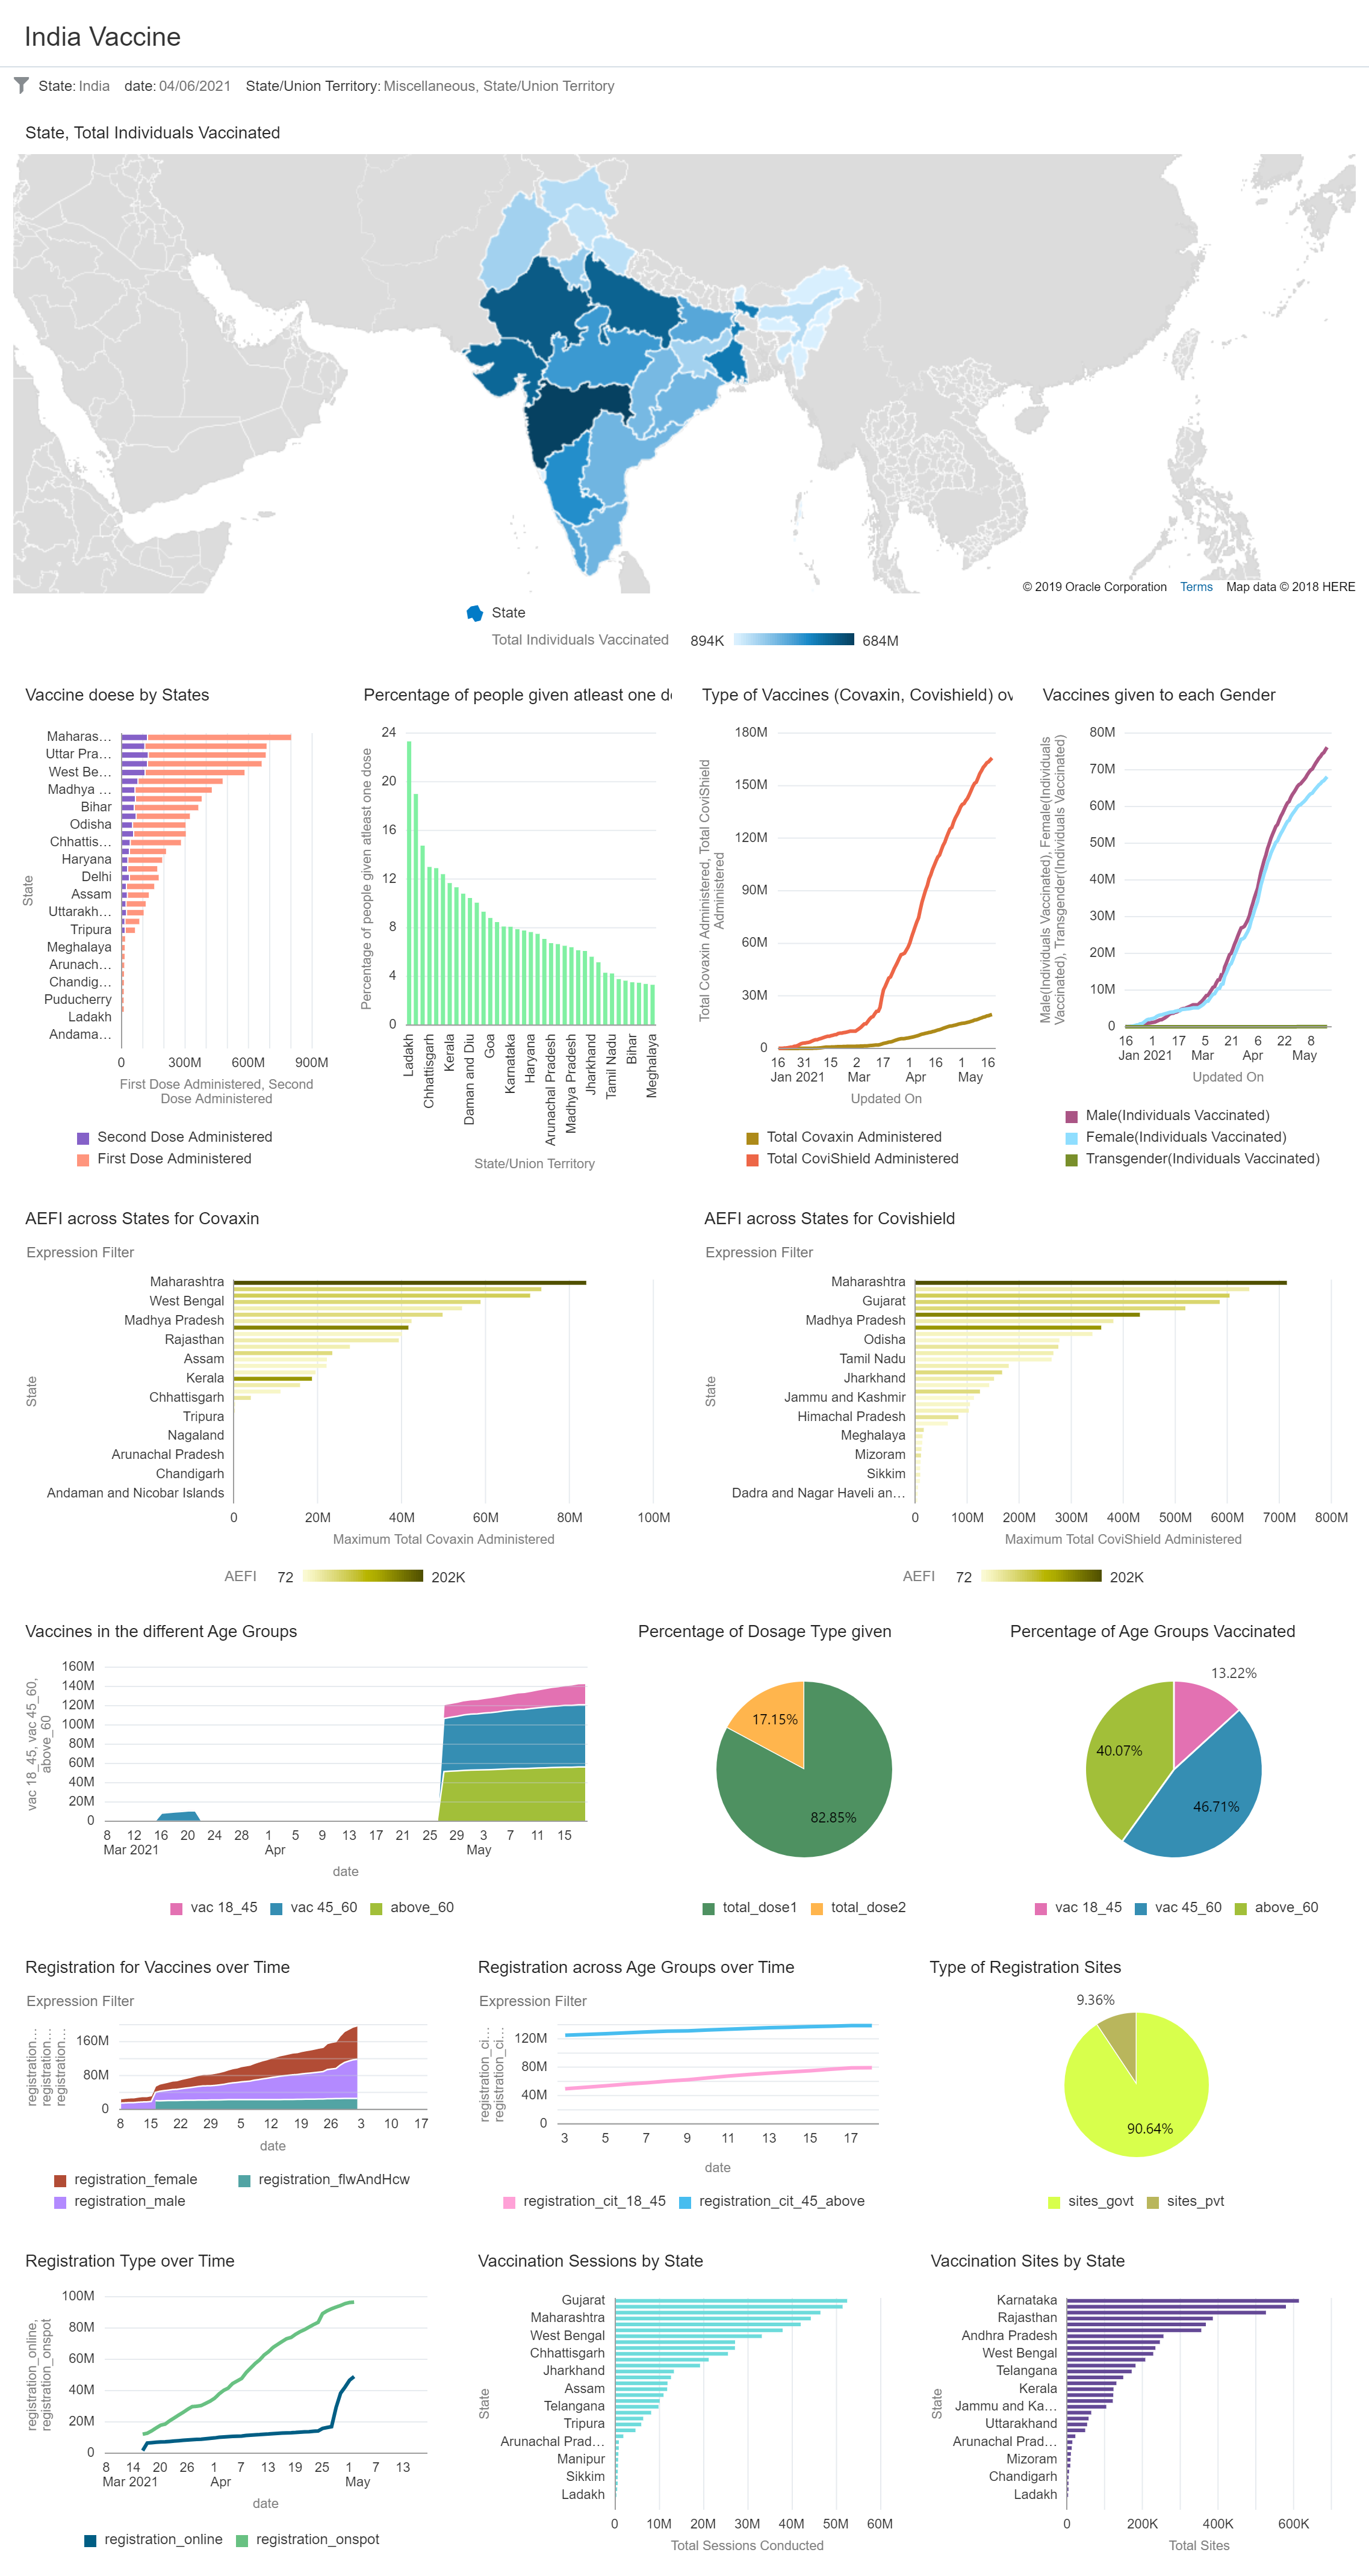 India Vaccine
State: India date: 04/06/2021 State/Union Territory: Miscellaneous, State/Union Territory
State, Total Individuals Vaccinated
© 2019 Oracle Corporation Terms Map data © 2018 HERE
State
Total Individuals Vaccinated 894K 684M
Vaccine doese by States
Maharas…
Uttar Pra…
West Be…
Madhya …
Bihar
Odisha
Chhattis…
Haryana
Delhi
Assam
Uttarakh…
Tripura
Meghalaya
Arunach…
Chandig…
Puducherry
Ladakh
Andama…
State
0 300M 600M 900M
First Dose Administered, Second
Dose Administered
Second Dose Administered
First Dose Administered
Percentage of people given atleast one d
Percentage of people given atleast one dose
24
20
16
12
8
4
0
Ladakh
Chhattisgarh
Kerala
Daman and Diu
Goa
Karnataka
Haryana
Arunachal Pradesh
Madhya Pradesh
Jharkhand
Tamil Nadu
Bihar
Meghalaya
State/Union Territory
Type of Vaccines (Covaxin, Covishield) ov
Total Covaxin Administered, Total CoviShield
Administered
180M
150M
120M
90M
60M
30M
0
16 31 15 2 17 1 16 1 16
Jan 2021 Mar Apr May
Updated On
Total Covaxin Administered
Total CoviShield Administered
Vaccines given to each Gender
Male(Individuals Vaccinated), Female(Individuals
Vaccinated), Transgender(Individuals Vaccinated)
80M
70M
60M
50M
40M
30M
20M
10M
0
16 1 17 5 21 6 22 8
Jan 2021 Mar Apr May
Updated On
Male(Individuals Vaccinated)
Female(Individuals Vaccinated)
Transgender(Individuals Vaccinated)
AEFI across States for Covaxin
Expression Filter
Maharashtra
West Bengal
Madhya Pradesh
Rajasthan
Assam
Kerala
Chhattisgarh
Tripura
Nagaland
Arunachal Pradesh
Chandigarh
Andaman and Nicobar Islands
State
0 20M 40M 60M 80M 100M
Maximum Total Covaxin Administered
AEFI 72 202K
AEFI across States for Covishield
Expression Filter
Maharashtra
Gujarat
Madhya Pradesh
Odisha
Tamil Nadu
Jharkhand
Jammu and Kashmir
Himachal Pradesh
Meghalaya
Mizoram
Sikkim
Dadra and Nagar Haveli an…
State
0 100M 200M 300M 400M 500M 600M 700M 800M
Maximum Total CoviShield Administered
AEFI 72 202K
Vaccines in the different Age Groups
vac 18_45, vac 45_60,
above_60
160M
140M
120M
100M
80M
60M
40M
20M
0
8 12 16 20 24 28 1 5 9 13 17 21 25 29 3 7 11 15
Mar 2021 Apr May
date
vac 18_45 vac 45_60 above_60
Percentage of Dosage Type given
17.15%
82.85%
total_dose1 total_dose2
Percentage of Age Groups Vaccinated
13.22%
40.07%
46.71%
vac 18_45 vac 45_60 above_60
Registration for Vaccines over Time
Expression Filter
registration…
registration…
registration…
160M
80M
0
8 15 22 29 5 12 19 26 3 10 17
date
registration_female registration_flwAndHcw
registration_male
Registration across Age Groups over Time
Expression Filter
registration_ci…
registration_ci…
120M
80M
40M
0
3 5 7 9 11 13 15 17
date
registration_cit_18_45 registration_cit_45_above
Type of Registration Sites
9.36%
90.64%
sites_govt sites_pvt
Registration Type over Time
registration_online,
registration_onspot
100M
80M
60M
40M
20M
0
8 14 20 26 1 7 13 19 25 1 7 13
Mar 2021 Apr May
date
registration_online registration_onspot
Vaccination Sessions by State
Gujarat
Maharashtra
West Bengal
Chhattisgarh
Jharkhand
Assam
Telangana
Tripura
Arunachal Prad…
Manipur
Sikkim
Ladakh
State
0 10M 20M 30M 40M 50M 60M
Total Sessions Conducted
Vaccination Sites by State
Karnataka
Rajasthan
Andhra Pradesh
West Bengal
Telangana
Kerala
Jammu and Ka…
Uttarakhand
Arunachal Prad…
Mizoram
Chandigarh
Ladakh
State
0 200K 400K 600K
Total Sites